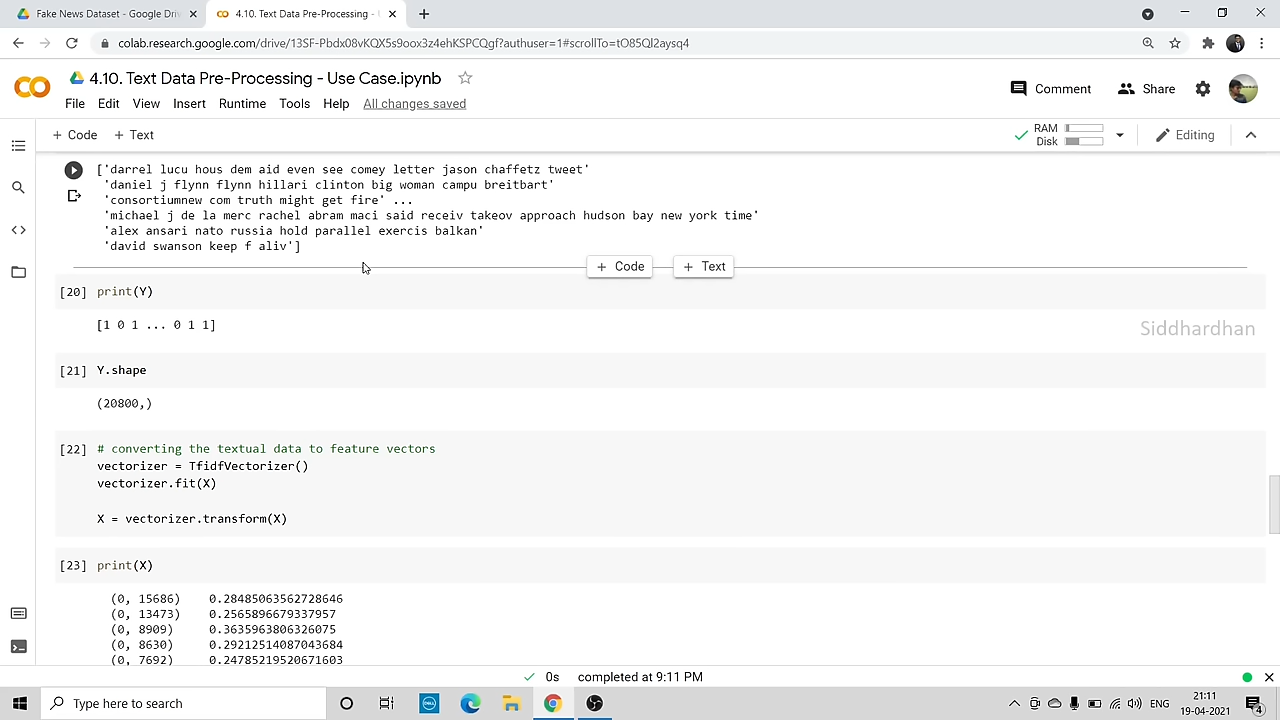 Fake News Dataset - Google Dri
4.10. Text Data Pre-Processing -
colab.research.google.com/drive/13SF-Pbdx08vKQX5s9oox3z4ehKSPCQgf?authuser=1#scrollTo=tO85Ql2aysq4
4.10. Text Data Pre-Processing - Use Case.ipynb
Comment
Share
File Edit View Insert Runtime Tools Help All changes saved
+ Code + Text
RAM
Disk
Editing
['darrel lucu hous dem aid even see comey letter jason chaffetz tweet'
'daniel j flynn flynn hillari clinton big woman campu breitbart'
'consortiumnew com truth might get fire' ...
'michael j de la merc rachel abram maci said receiv takeov approach hudson bay new york time'
'alex ansari nato russia hold parallel exercis balkan'
'david swanson keep f aliv']
+ Code + Text
[20] print(Y)
[1 0 1 ... 0 1 1]
Siddhardhan
[21] Y.shape
(20800,)
[22] # converting the textual data to feature vectors
vectorizer = TfidfVectorizer()
vectorizer.fit(X)
X = vectorizer.transform(X)
[23] print(X)
(0, 15686) 0.28485063562728646
(0, 13473) 0.2565896679337957
(0, 8909) 0.3635963806326075
(0, 8630) 0.29212514087043684
(0, 7692) 0.24785219520671603
0s completed at 9:11 PM
Type here to search
DELL
ENG
21:11
19-04-2021
4